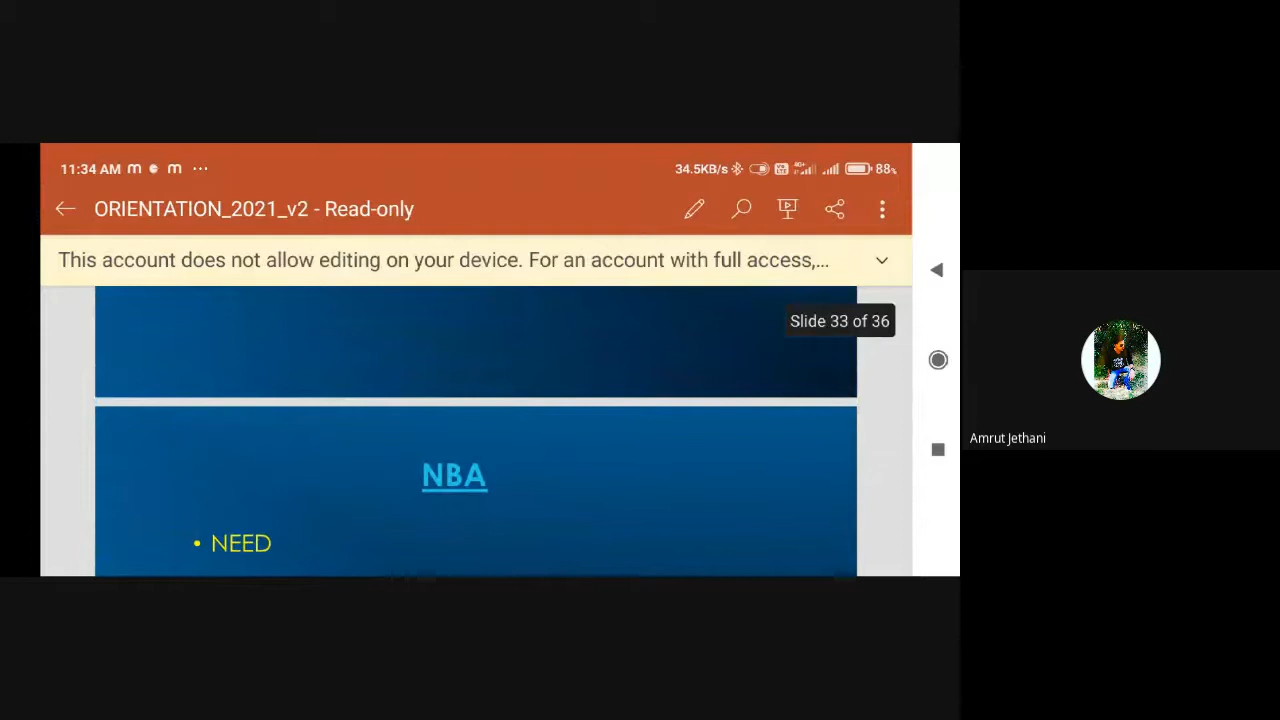 11:34 AM m e m ... 34.5KB/s 4G+ 88%
ORIENTATION_2021_v2 - Read-only
This account does not allow editing on your device. For an account with full access,...
Slide 33 of 36
NBA
• NEED
Amrut Jethani